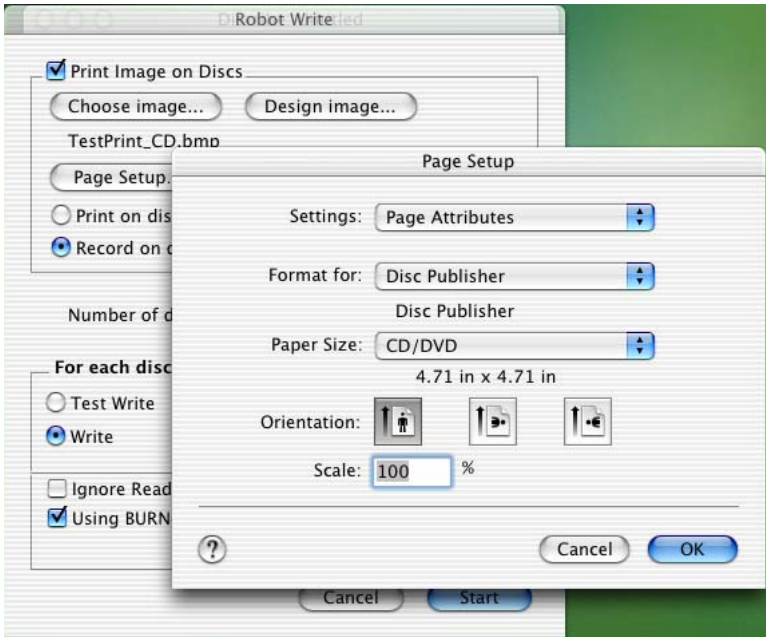 Robot Write
Print Image on Discs
Choose image... Design image...
TestPrint_CD.bmp
Page Setup.
Print on dis
Record on
Number of d
For each disc
Test Write
Write
Ignore Read
Using BURN
Cancel Start
Page Setup
Settings: Page Attributes
Format for: Disc Publisher
Disc Publisher
Paper Size: CD/DVD
4.71 in x 4.71 in
Orientation:
Scale: 100 %
?
Cancel OK